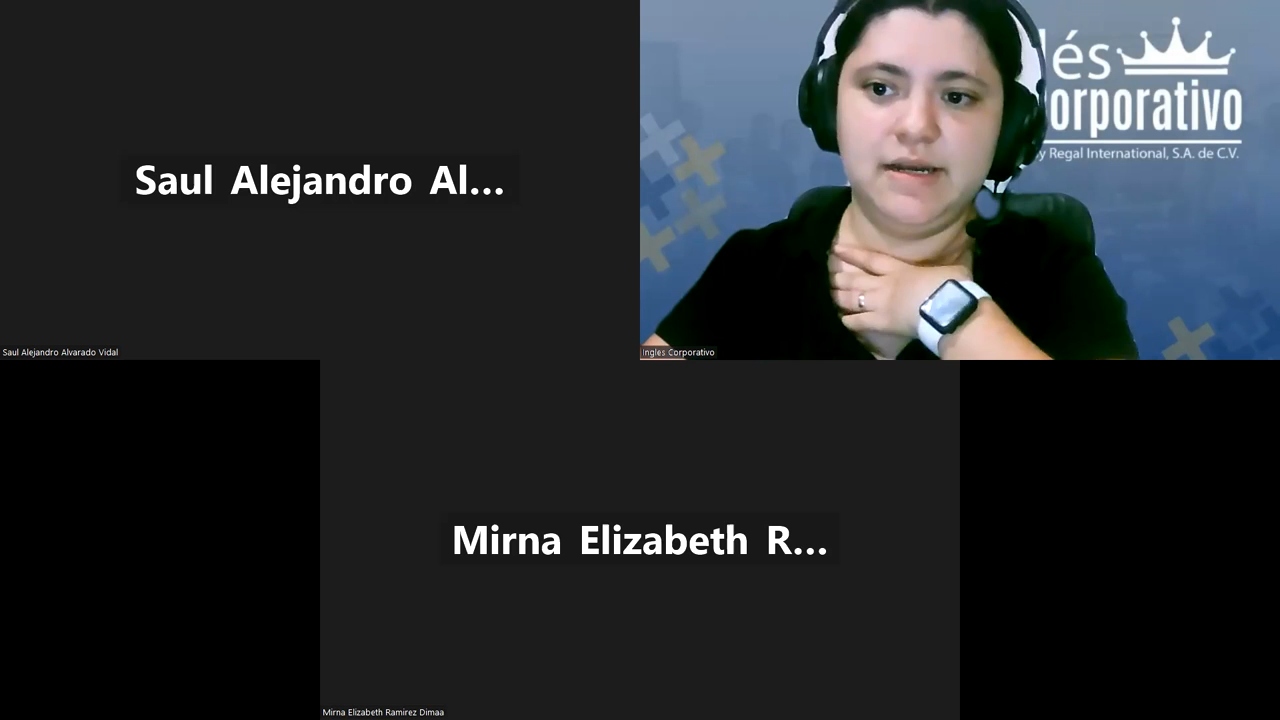 Saul Alejandro Al...
Saul Alejandro Alvarado Vidal
lés
orporativo
y Regal International, S.A. de C.V.
Ingles Corporativo
Mirna Elizabeth R...
Mirna Elizabeth Ramirez Dimaa